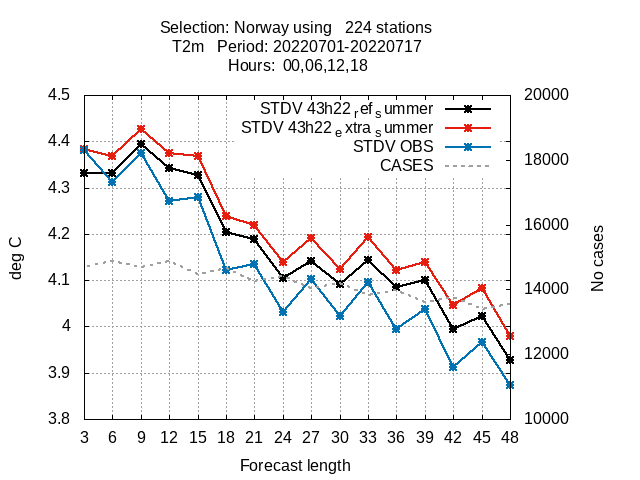 Selection: Norway using   224 stations
T2m   Period: 20220701-20220717
Hours:  00,06,12,18
4.5
4.4
4.3
4.2
4.1
4
3.9
3.8
deg C
STDV 43h22refsummer
STDV 43h22extrasummer
STDV OBS
CASES
20000
18000
16000
14000
12000
10000
No cases
3 6 9 12 15 18 21 24 27 30 33 36 39 42 45 48
Forecast length